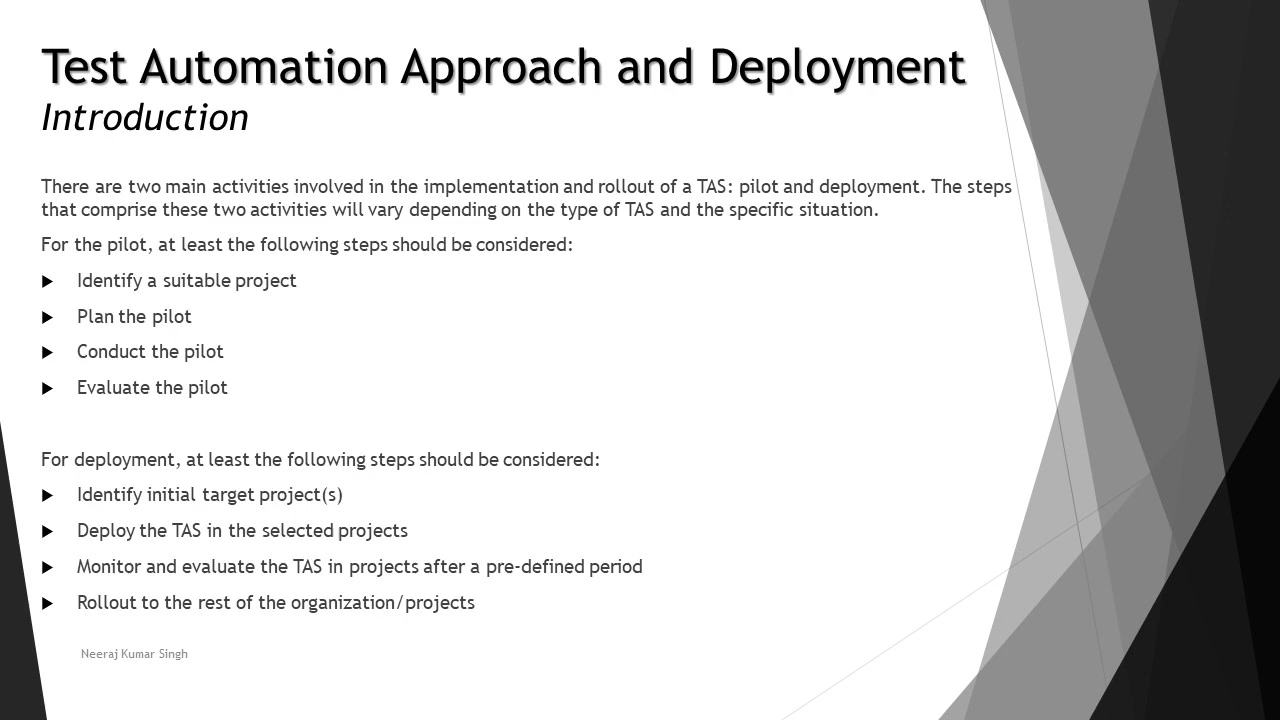 Test Automation Approach and Deployment
Introduction
There are two main activities involved in the implementation and rollout of a TAS: pilot and deployment. The steps
that comprise these two activities will vary depending on the type of TAS and the specific situation.
For the pilot, at least the following steps should be considered:
Identify a suitable project
Plan the pilot
Conduct the pilot
Evaluate the pilot
For deployment, at least the following steps should be considered:
Identify initial target project(s)
Deploy the TAS in the selected projects
Monitor and evaluate the TAS in projects after a pre-defined period
Rollout to the rest of the organization/projects
Neeraj Kumar Singh